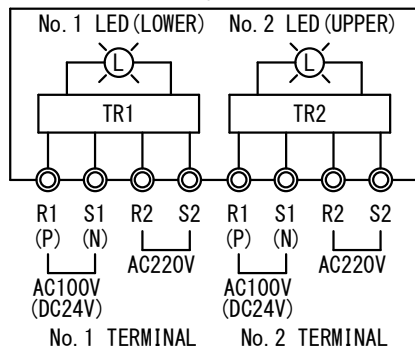 No. 1 LED (LOWER) No. 2 LED (UPPER)
L L
TR1 TR2
R1 S1 R2 S2 R1 S1 R2 S2
(P) (N) (P) (N)
AC100V AC220V AC100V AC220V
(DC24V) (DC24V)
No. 1 TERMINAL No. 2 TERMINAL